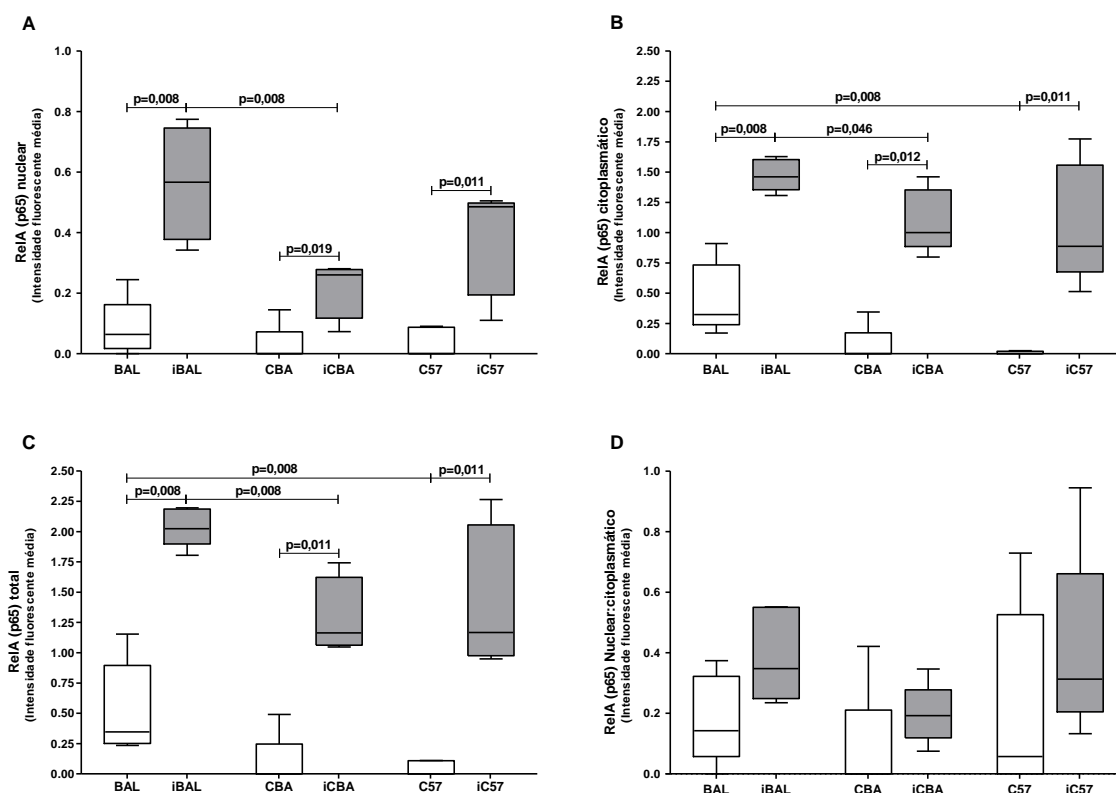 A
RelA (p65) nuclear
(Intensidade fluorescente média)
1.0
0.8
0.6
0.4
0.2
0.0
p=0,008
p=0,008
p=0,019
p=0,011
BAL iBAL CBA iCBA C57 iC57
B
RelA (p65) citoplasmático
(Intensidade fluorescente média)
2.50
2.25
2.00
1.75
1.50
1.25
1.00
0.75
0.50
0.25
0.00
p=0,008
p=0,011
p=0,008
p=0,046
p=0,012
BAL iBAL CBA iCBA C57 iC57
C
RelA (p65) total
(Intensidade fluorescente média)
2.50
2.25
2.00
1.75
1.50
1.25
1.00
0.75
0.50
0.25
0.00
p=0,008
p=0,011
p=0,008
p=0,008
p=0,011
BAL iBAL CBA iCBA C57 iC57
D
RelA (p65) Nuclear:citoplasmático
(Intensidade fluorescente média)
1.0
0.8
0.6
0.4
0.2
0.0
BAL iBAL CBA iCBA C57 iC57